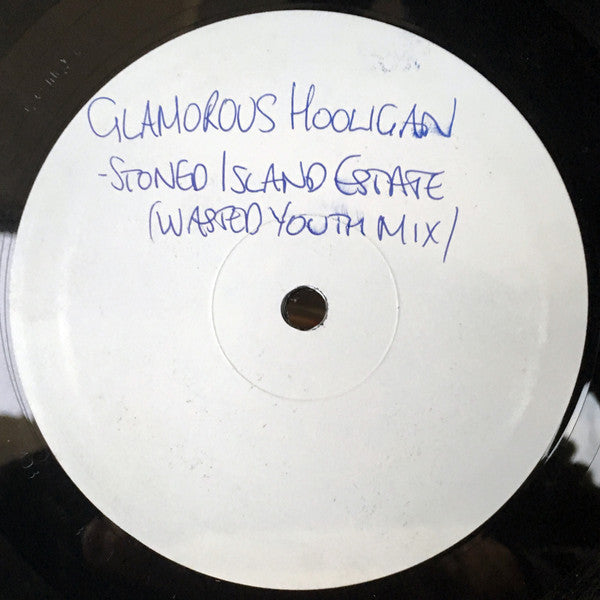 GLAMOROUS HOOLIGAN
-STONED ISLAND ESTATE
(WASTED YOUTH MIX)